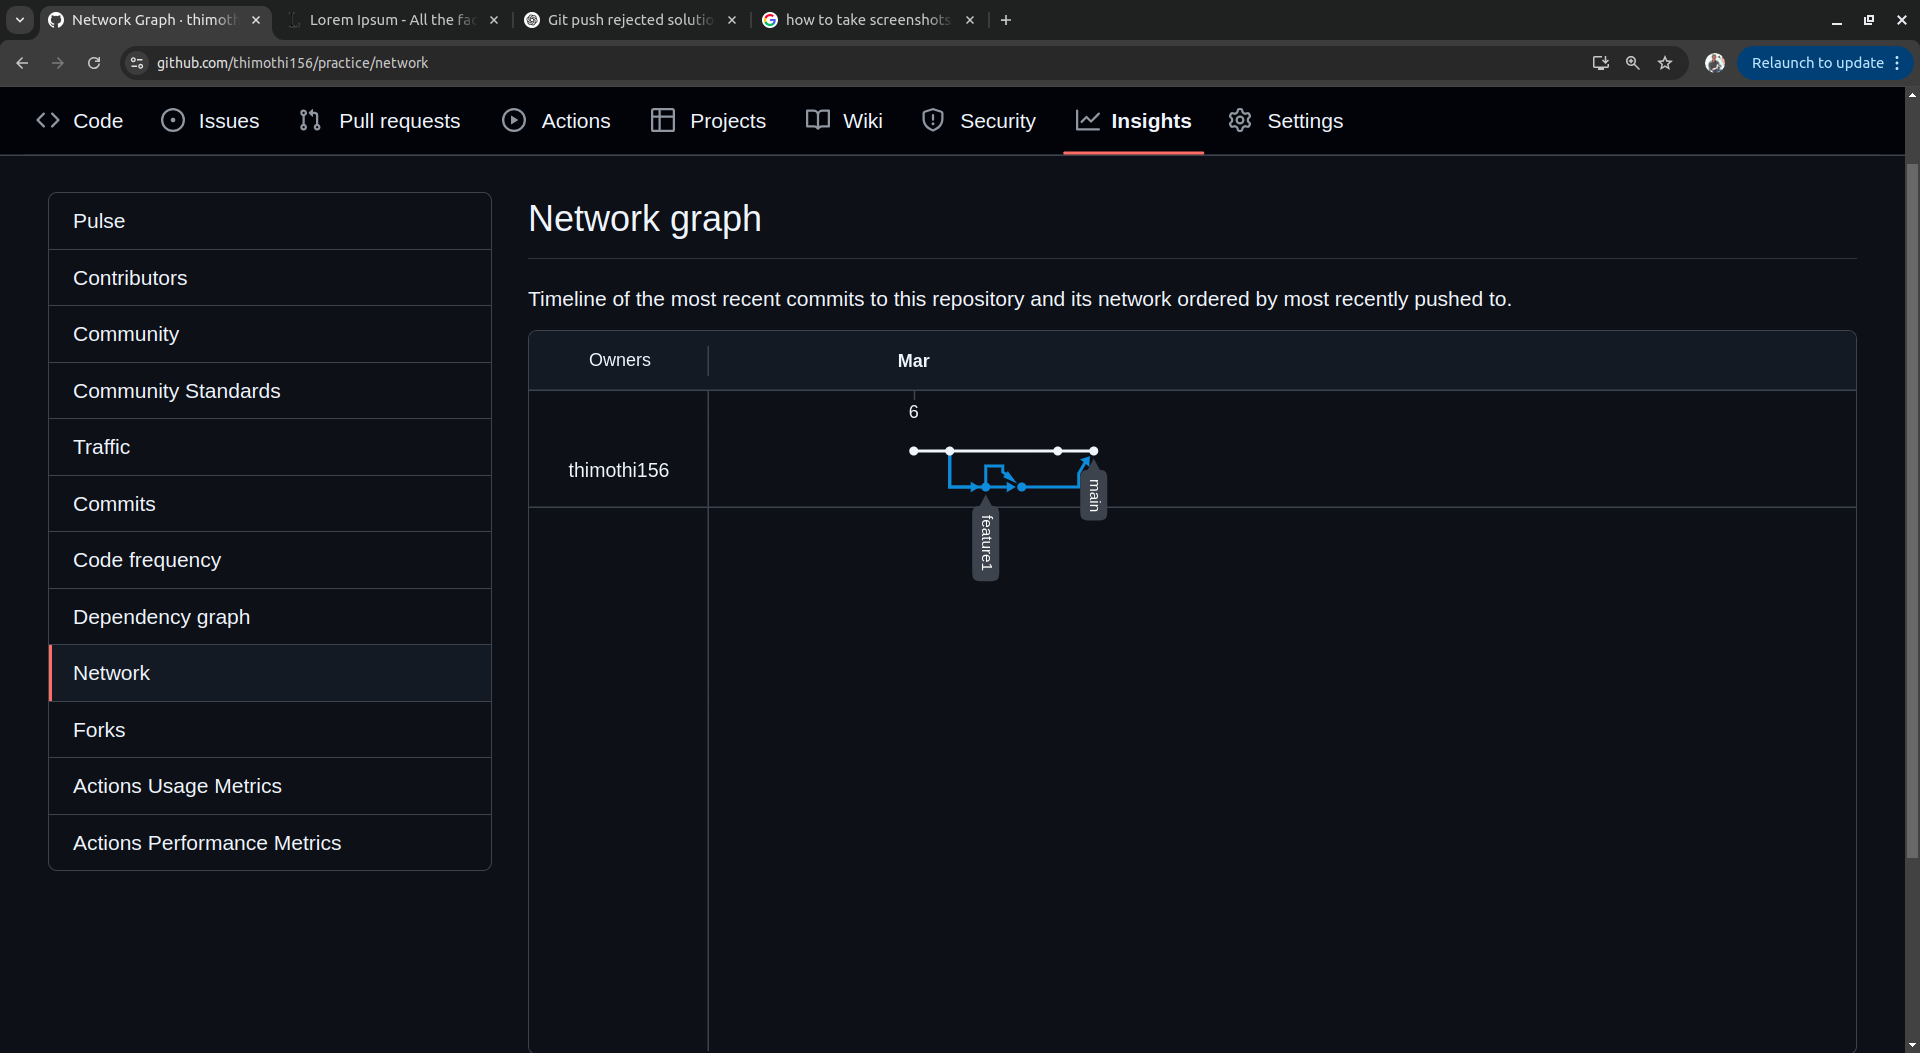 Network Graph · thimoth
Lorem Ipsum - All the fac
Git push rejected solutio
how to take screenshots
github.com/thimothi156/practice/network
Relaunch to update
Code
Issues
Pull requests
Actions
Projects
Wiki
Security
Insights
Settings
Pulse
Contributors
Community
Community Standards
Traffic
Commits
Code frequency
Dependency graph
Network
Forks
Actions Usage Metrics
Actions Performance Metrics
Network graph
Timeline of the most recent commits to this repository and its network ordered by most recently pushed to.
Owners
Mar
6
thimothi156
main
feature1